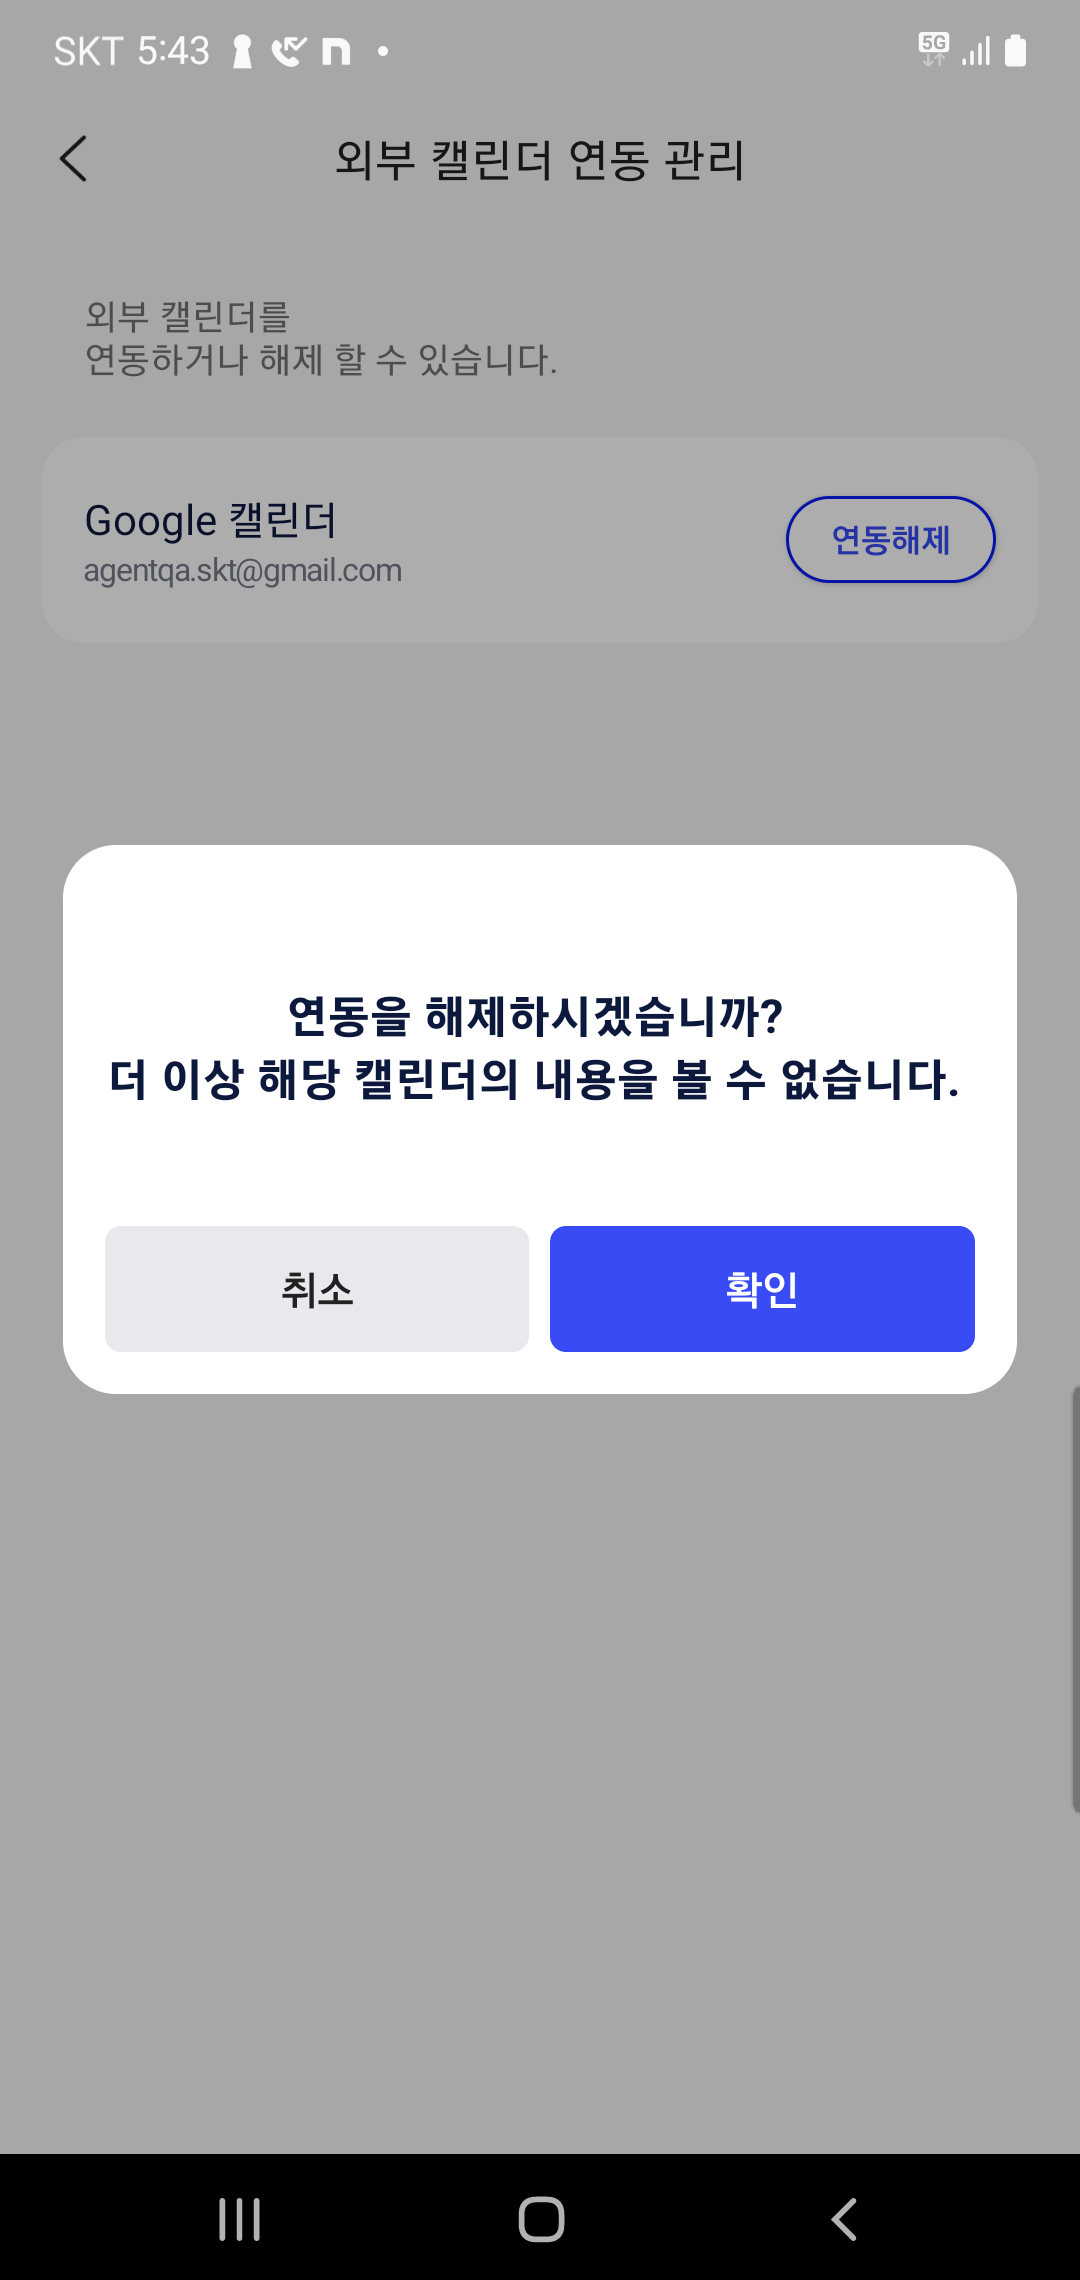 SKT 5:43
5G
외부 캘린더 연동 관리
외부 캘린더를
연동하거나 해제 할 수 있습니다.
Google 캘린더
연동해제
agentqa.skt@gmail.com
연동을 해제하시겠습니까?
더 이상 해당 캘린더의 내용을 볼 수 없습니다.
취소
확인